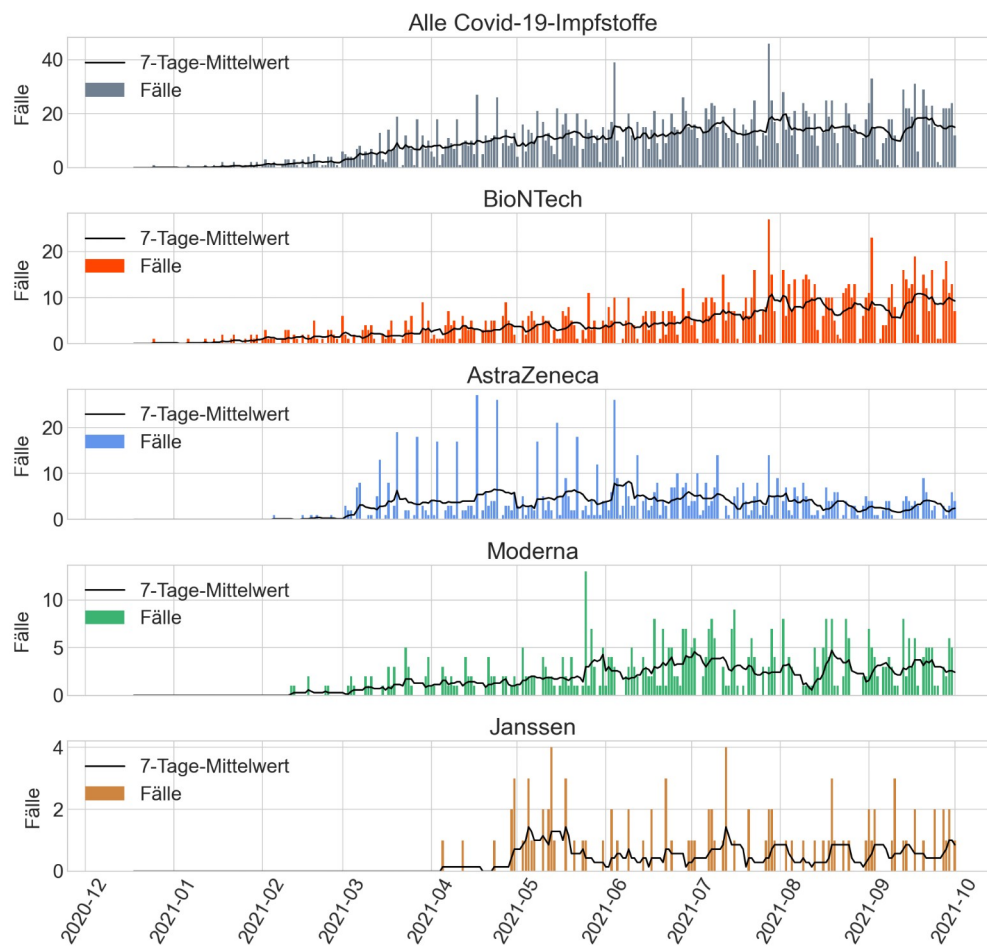 Alle Covid-19-Impfstoffe
Fälle
40
20
0
7-Tage-Mittelwert
Fälle
BioNTech
Fälle
20
10
0
7-Tage-Mittelwert
Fälle
AstraZeneca
Fälle
20
10
0
7-Tage-Mittelwert
Fälle
Moderna
Fälle
10
5
0
7-Tage-Mittelwert
Fälle
Janssen
Fälle
4
2
0
7-Tage-Mittelwert
Fälle
2020-12
2021-01
2021-02
2021-03
2021-04
2021-05
2021-06
2021-07
2021-08
2021-09
2021-10